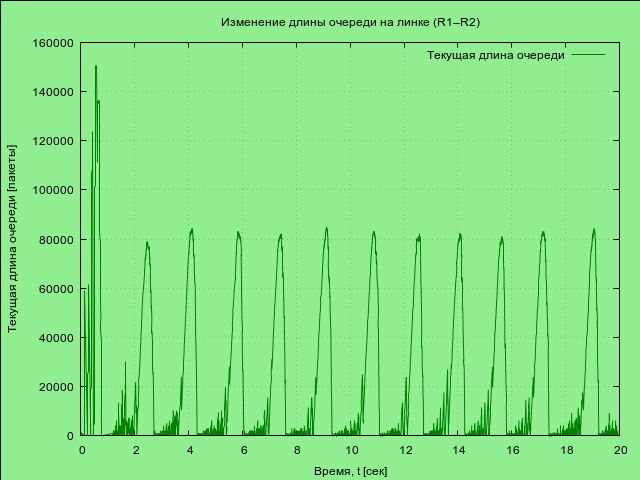 Изменение длины очереди на линке (R1–R2)
Текущая длина очереди
160000
140000
120000
100000
80000
60000
40000
20000
0
Текущая длина очереди [пакеты]
0 2 4 6 8 10 12 14 16 18 20
Время, t [сек]